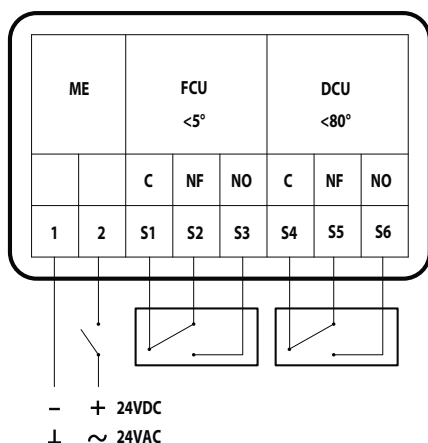 ME FCU DCU
<5° <80°
C NF NO C NF NO
1 2 S1 S2 S3 S4 S5 S6
- + 24VDC
⊥ ~ 24VAC